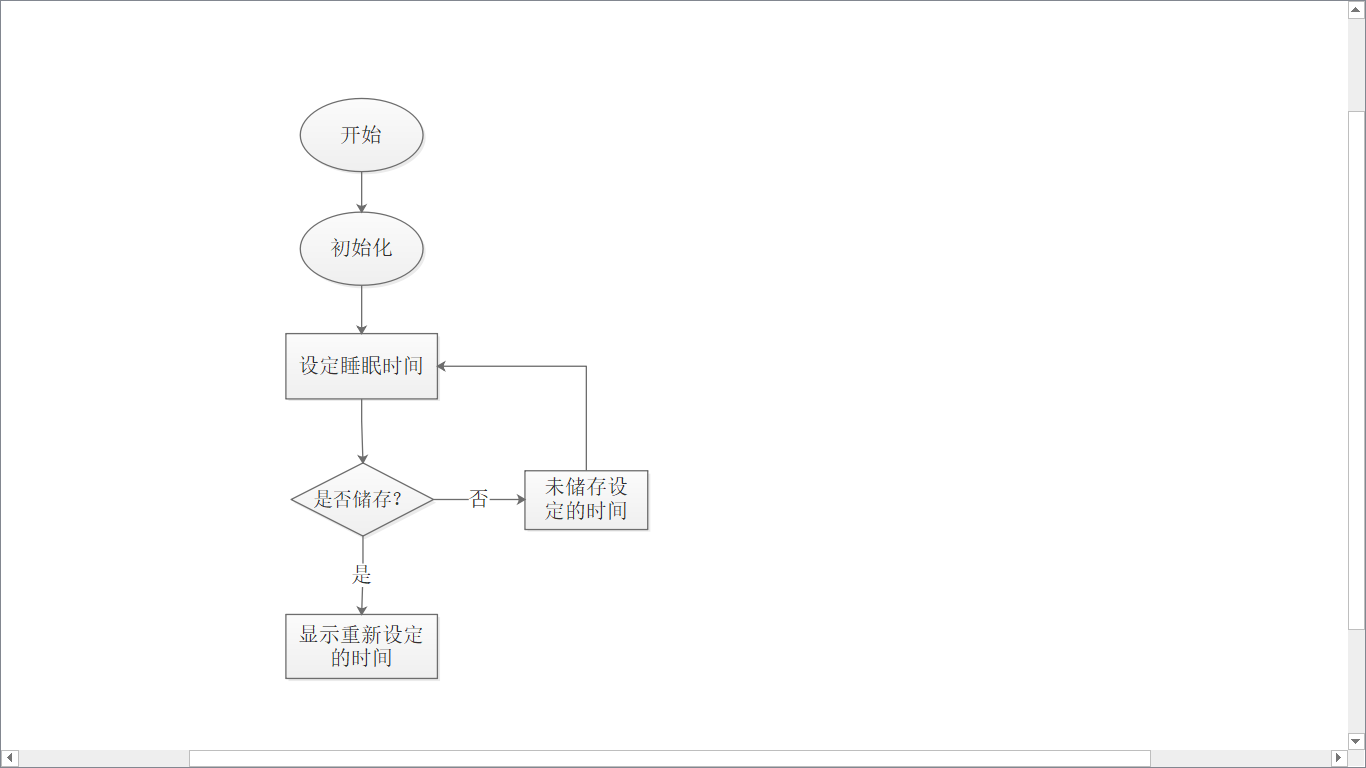 开始
初始化
设定睡眠时间
是否储存?
否
未储存设
定的时间
是
显示重新设定
的时间